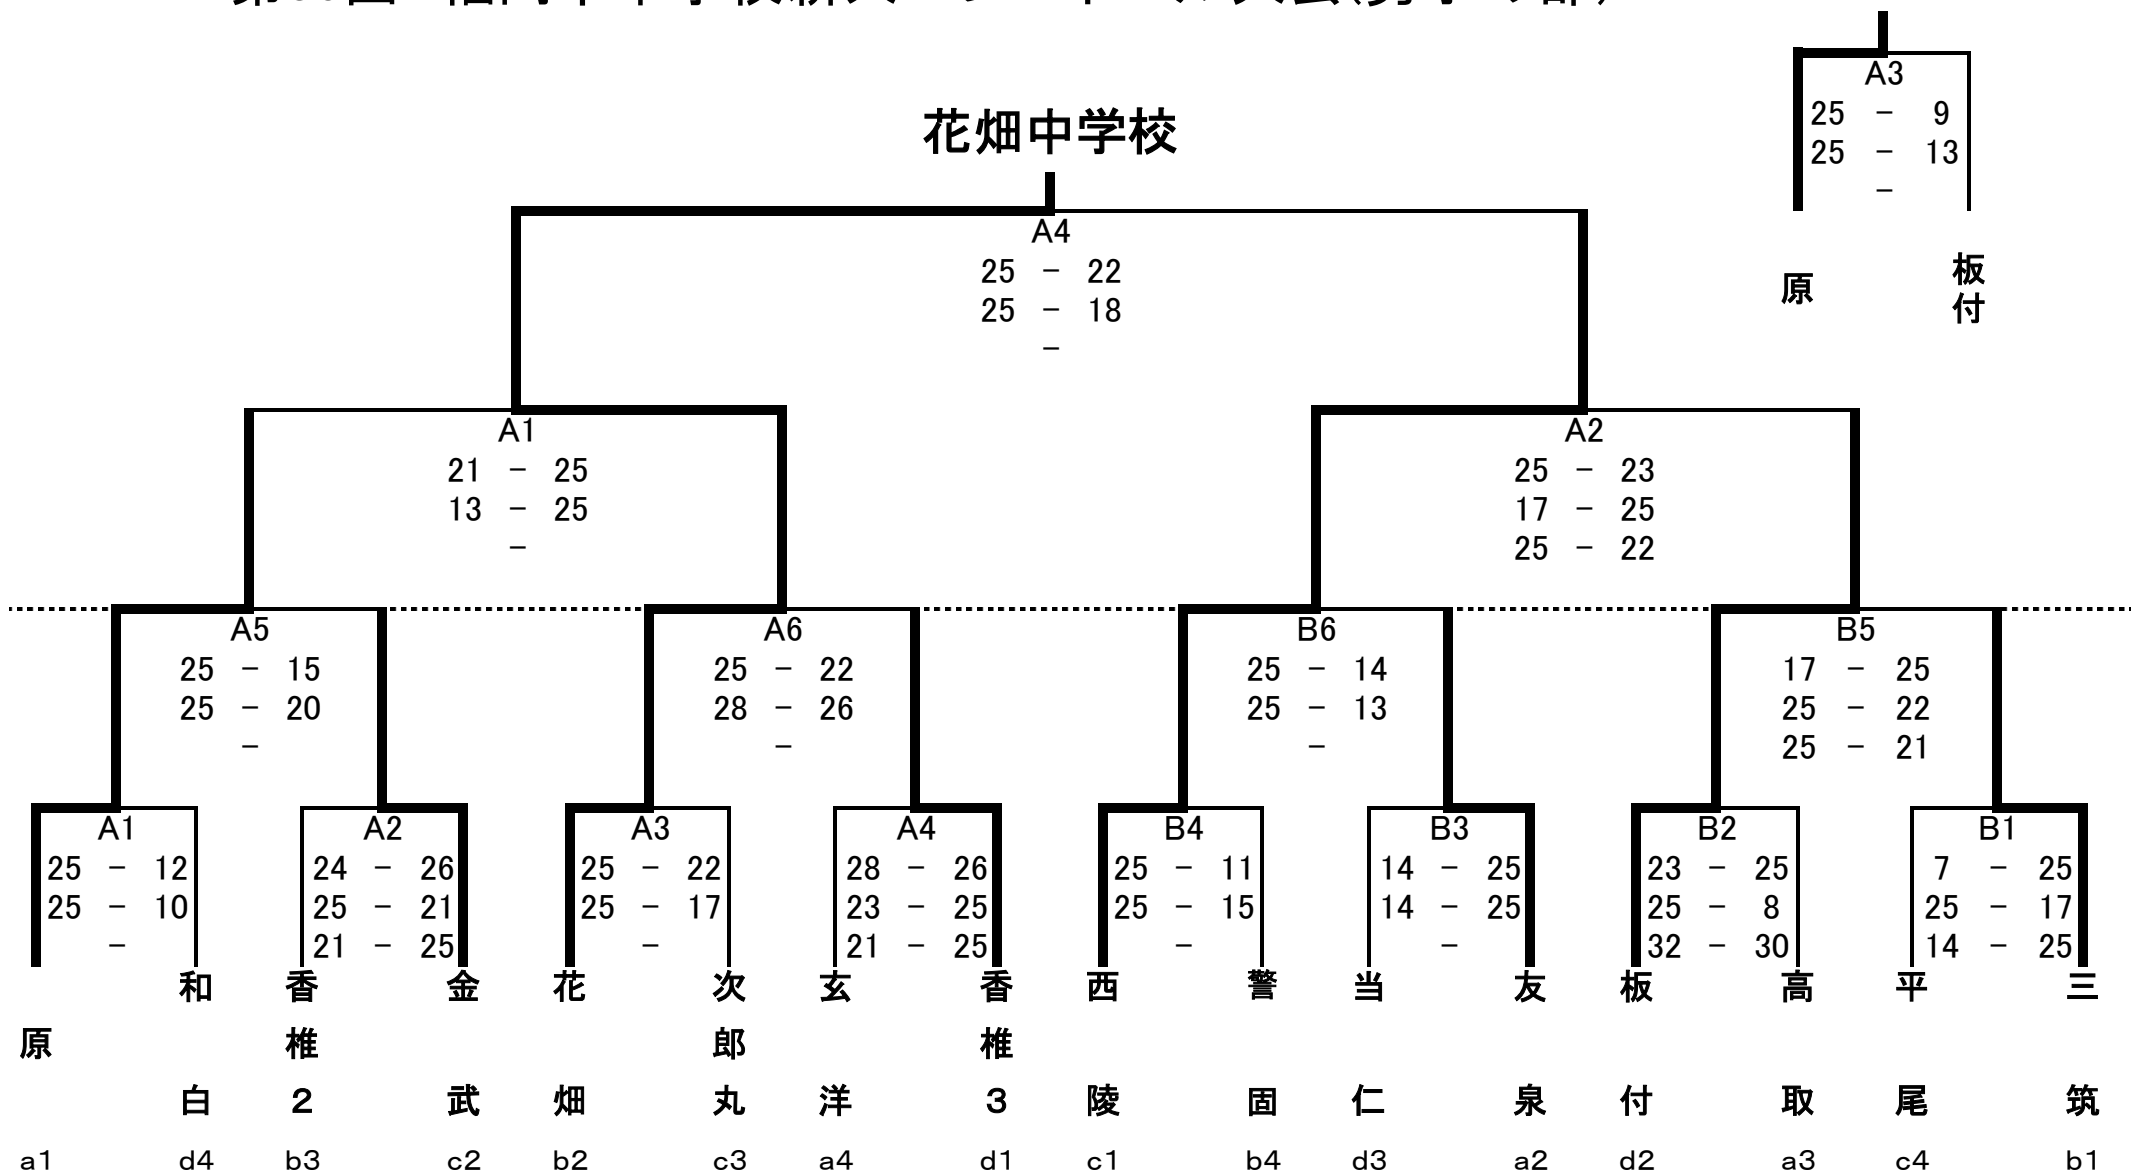 A3
25 - 9
25 - 13
-
原 板付
花畑中学校
A4
25 - 22
25 - 18
-
A1 A2
21 - 25 25 - 23
13 - 25 17 - 25
- 25 - 22
A5 A6 B6 B5
25 - 15 25 - 22 25 - 14 17 - 25
25 - 20 28 - 26 25 - 13 25 - 22
- - - 25 - 21
A1 A2 A3 A4 B4 B3 B2 B1
25 - 12 24 - 26 25 - 22 28 - 26 25 - 11 14 - 25 23 - 25 7 - 25
25 - 10 25 - 21 25 - 17 23 - 25 25 - 15 14 - 25 25 - 8 25 - 17
- 21 - 25 - 21 - 25 - - 32 - 30 14 - 25
原 和白 香椎2 金武 花畑 次郎丸 玄洋 香椎3 西陵 警固 当仁 友泉 板付 高取 平尾 三筑
a1 d4 b3 c2 b2 c3 a4 d1 c1 b4 d3 a2 d2 a3 c4 b1